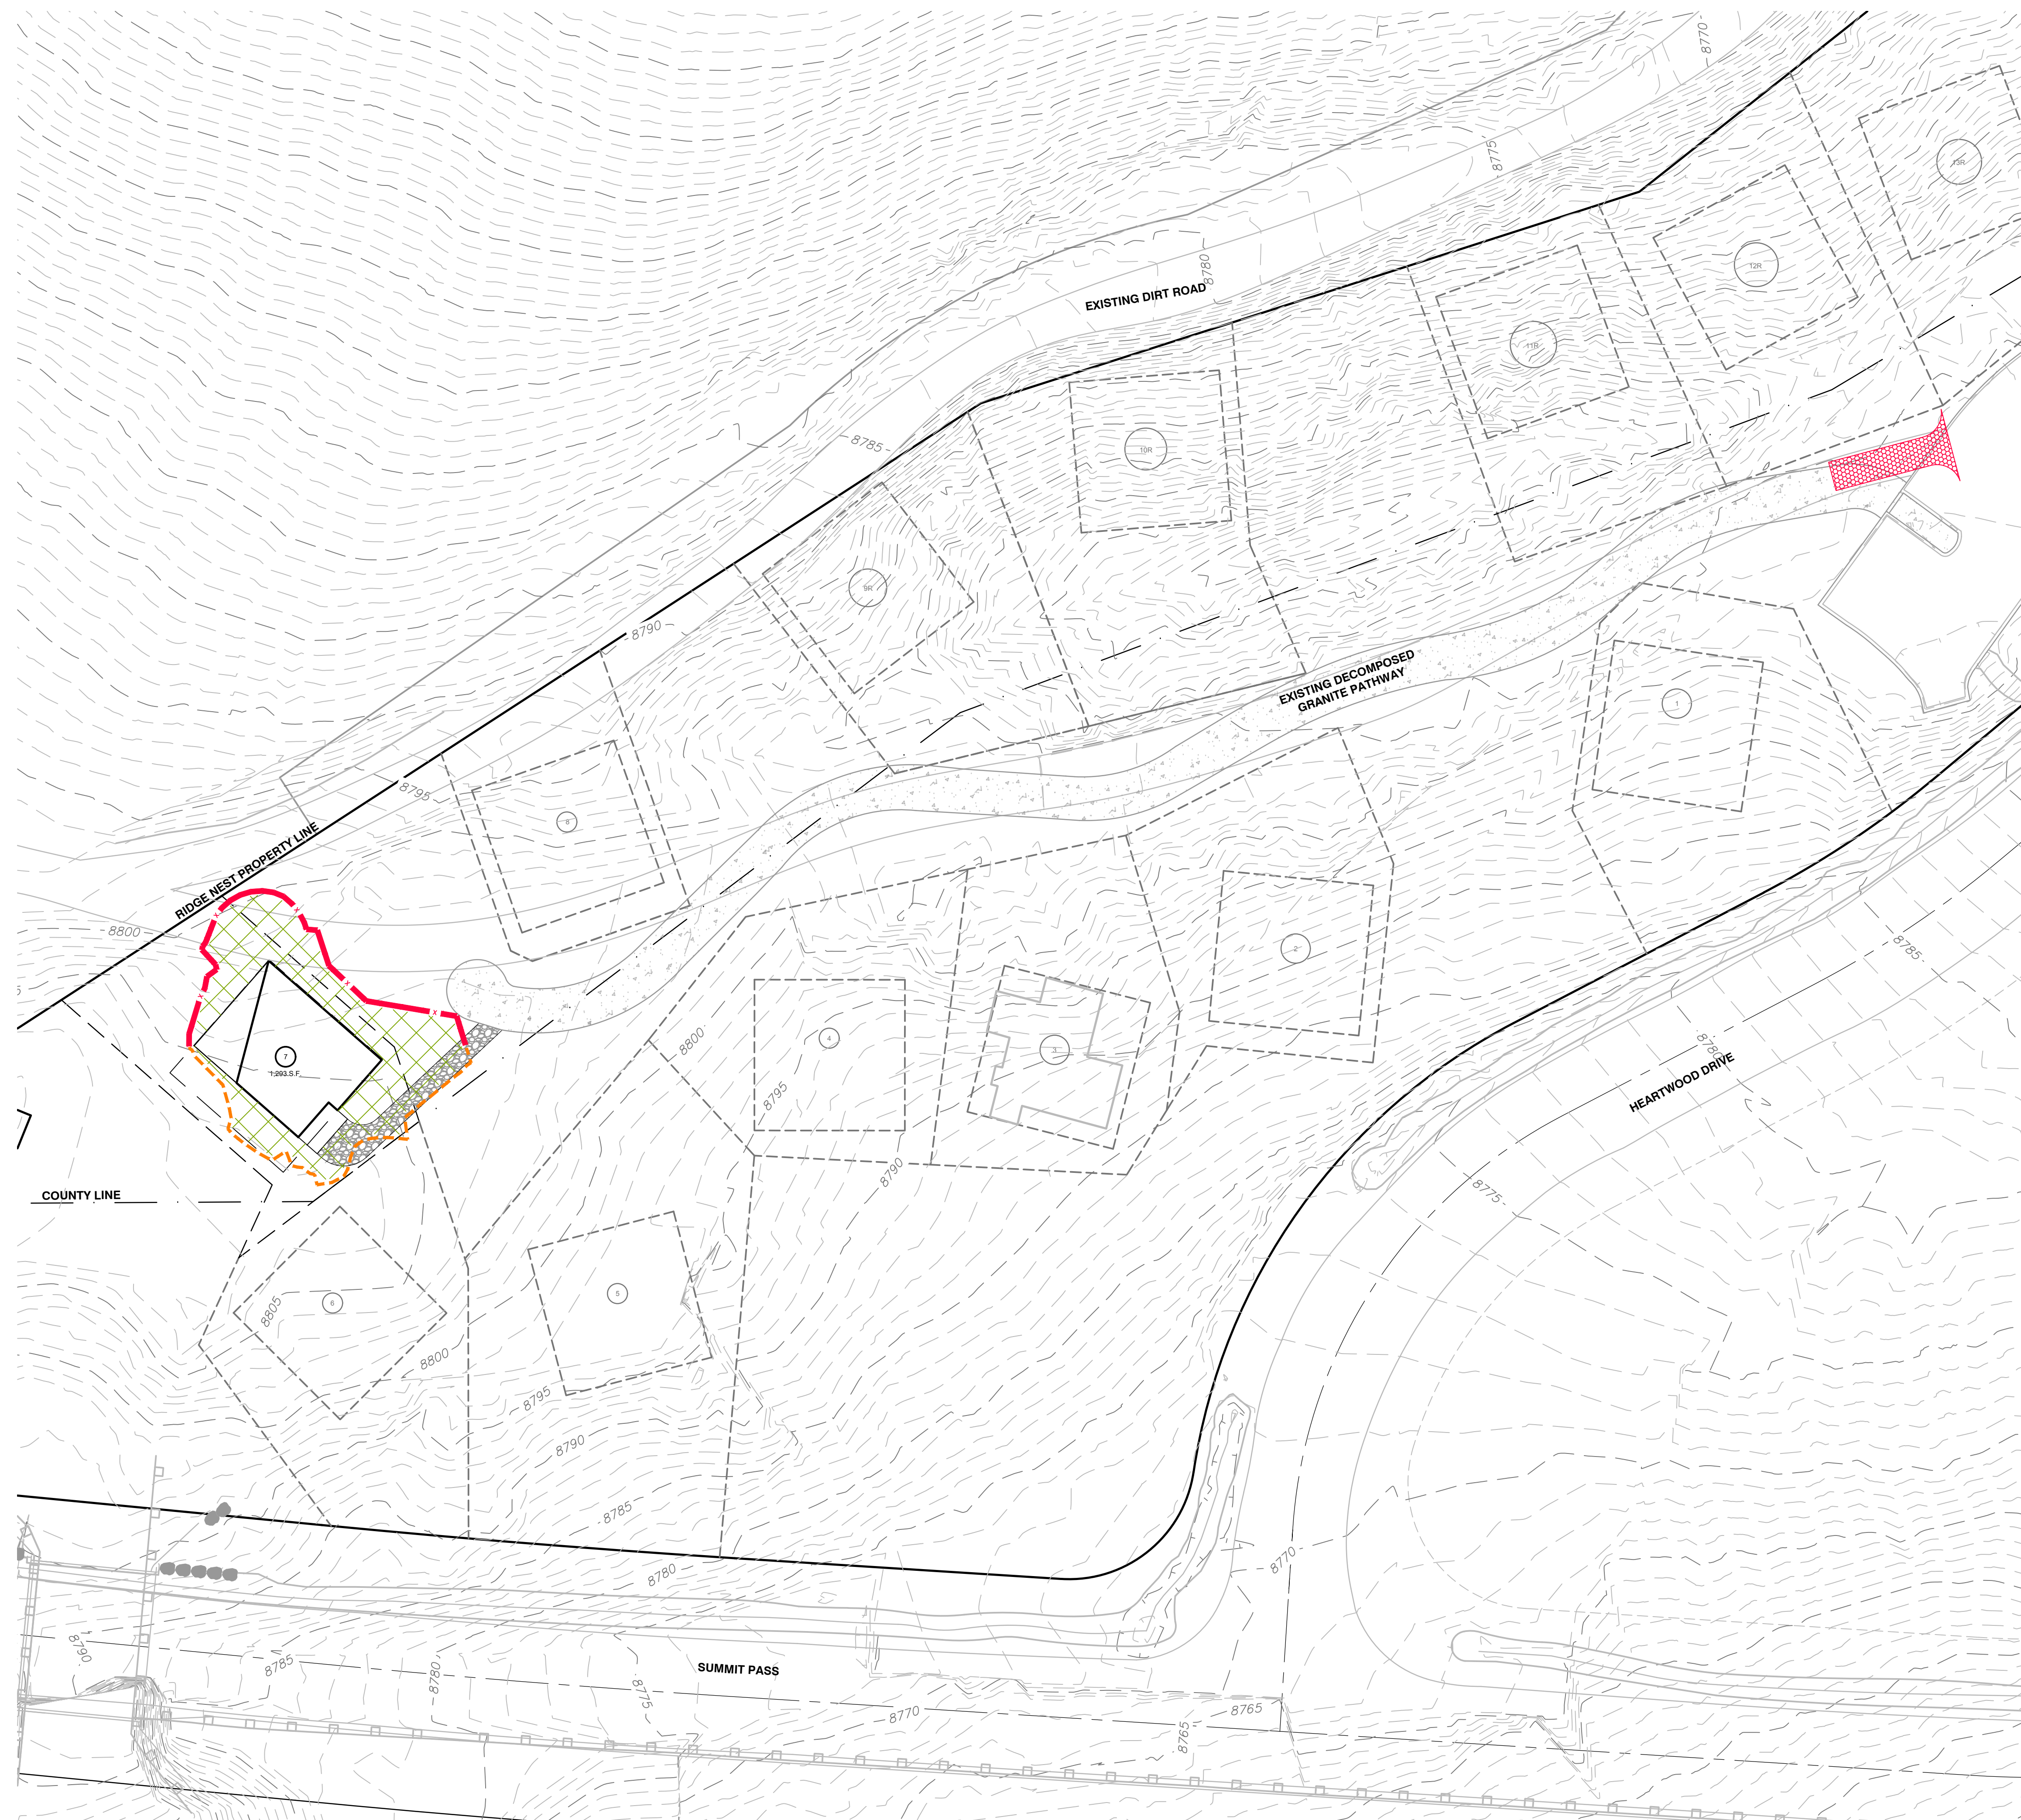 8770
8775
13R
12R
8780
EXISTING DIRT ROAD
11R
8785
10R
9R
8790
EXISTING DECOMPOSED
GRANITE PATHWAY
1
8795
8
RIDGE NEST PROPERTY LINE
8800
2
8785
4
3
8800
7
1,293 S.F.
8780
HEARTWOOD DRIVE
8795
8790
8775
COUNTY LINE
5
6
8805
8800
8795
8790
8785
8770
8780
8790
8785
8780
SUMMIT PASS
8775
8770
8765
8765